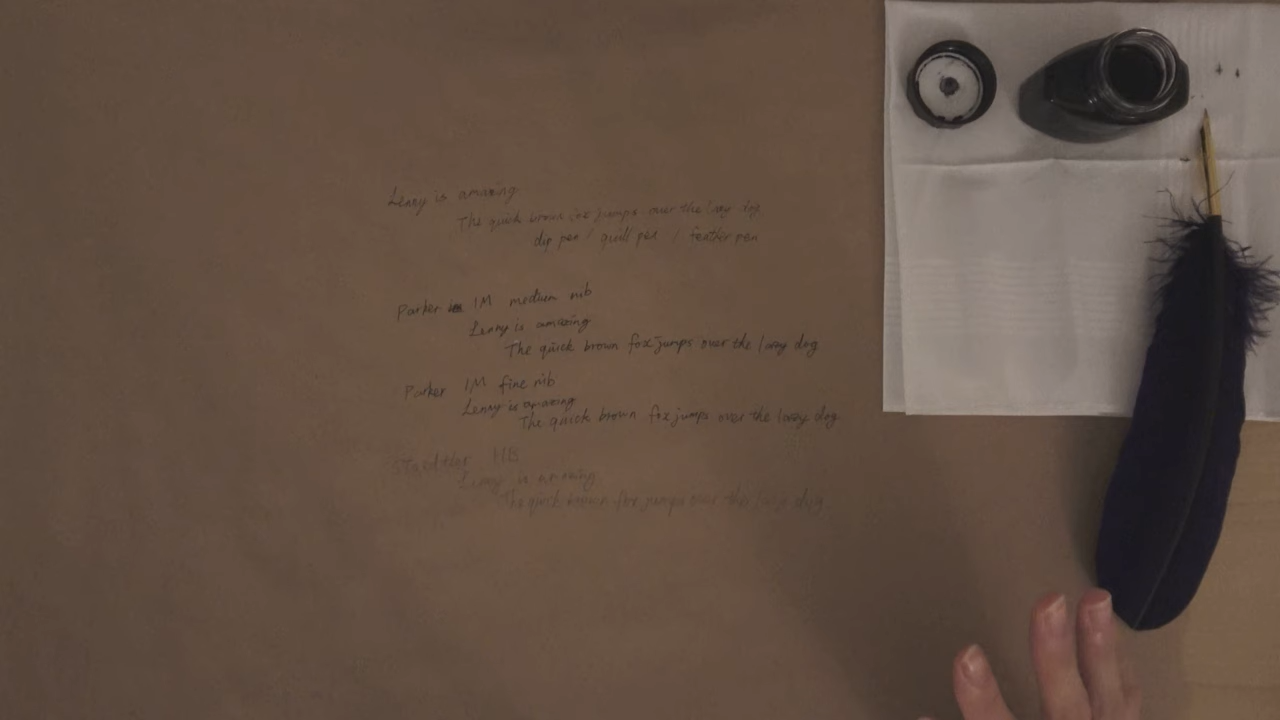 Lenny is amazing
The quick brown fox jumps over the lazy dog
dip pen / quill pen / feather pen
Parker IM medium nib
Lenny is amazing
The quick brown fox jumps over the lazy dog
Parker IM fine nib
Lenny is amazing
The quick brown fox jumps over the lazy dog
Staedtler HB
Lenny is amazing
The quick brown fox jumps over the lazy dog